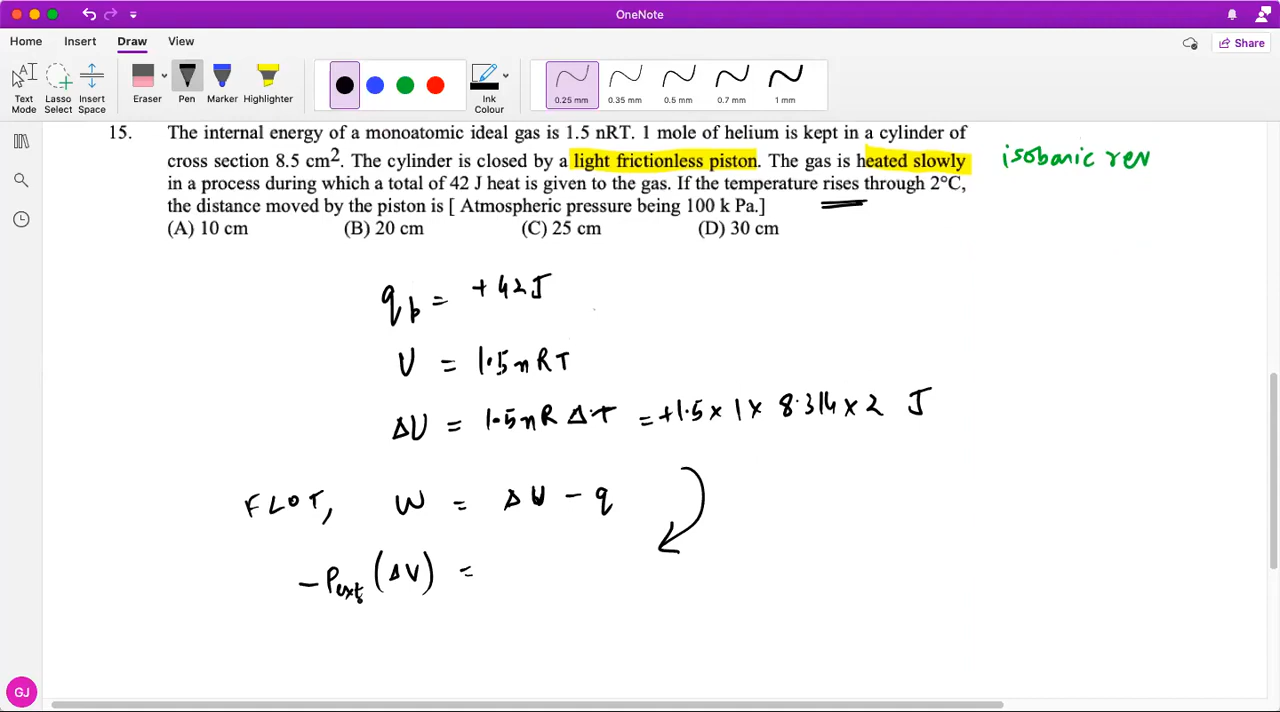 OneNote
Home Insert Draw View
Share
Text Mode
Lasso Select
Insert Space
Eraser
Pen
Marker
Highlighter
Ink Colour
0.25 mm 0.35 mm 0.5 mm 0.7 mm 1 mm
15. The internal energy of a monoatomic ideal gas is 1.5 nRT. 1 mole of helium is kept in a cylinder of
cross section 8.5 cm². The cylinder is closed by a light frictionless piston. The gas is heated slowly
in a process during which a total of 42 J heat is given to the gas. If the temperature rises through 2°C,
the distance moved by the piston is [ Atmospheric pressure being 100 k Pa.]
(A) 10 cm (B) 20 cm (C) 25 cm (D) 30 cm
isobaric rev
qp = +42J
U = 1.5nRT
ΔU = 1.5nR ΔT = +1.5 × 1 × 8.314 × 2 J
FLOT, W = ΔU − q
−Pext (ΔV) =
GJ